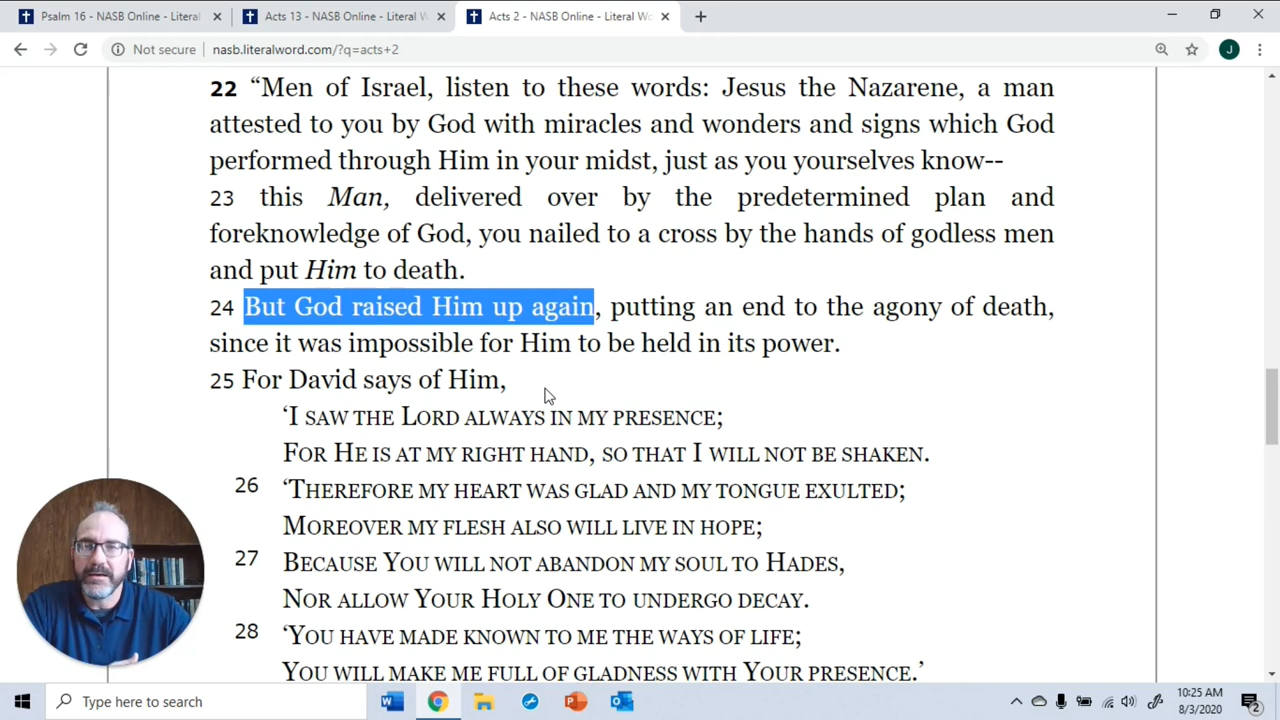 Psalm 16 - NASB Online - Literal
Acts 13 - NASB Online - Literal W
Acts 2 - NASB Online - Literal Wo
Not secure
nasb.literalword.com/?q=acts+2
J
22 “Men of Israel, listen to these words: Jesus the Nazarene, a man
attested to you by God with miracles and wonders and signs which God
performed through Him in your midst, just as you yourselves know--
23 this Man, delivered over by the predetermined plan and
foreknowledge of God, you nailed to a cross by the hands of godless men
and put Him to death.
24 But God raised Him up again, putting an end to the agony of death,
since it was impossible for Him to be held in its power.
25 For David says of Him,
‘I SAW THE LORD ALWAYS IN MY PRESENCE;
FOR HE IS AT MY RIGHT HAND, SO THAT I WILL NOT BE SHAKEN.
26 ‘THEREFORE MY HEART WAS GLAD AND MY TONGUE EXULTED;
MOREOVER MY FLESH ALSO WILL LIVE IN HOPE;
27 BECAUSE YOU WILL NOT ABANDON MY SOUL TO HADES,
NOR ALLOW YOUR HOLY ONE TO UNDERGO DECAY.
28 ‘YOU HAVE MADE KNOWN TO ME THE WAYS OF LIFE;
YOU WILL MAKE ME FULL OF GLADNESS WITH YOUR PRESENCE.’
Type here to search
10:25 AM
8/3/2020
2